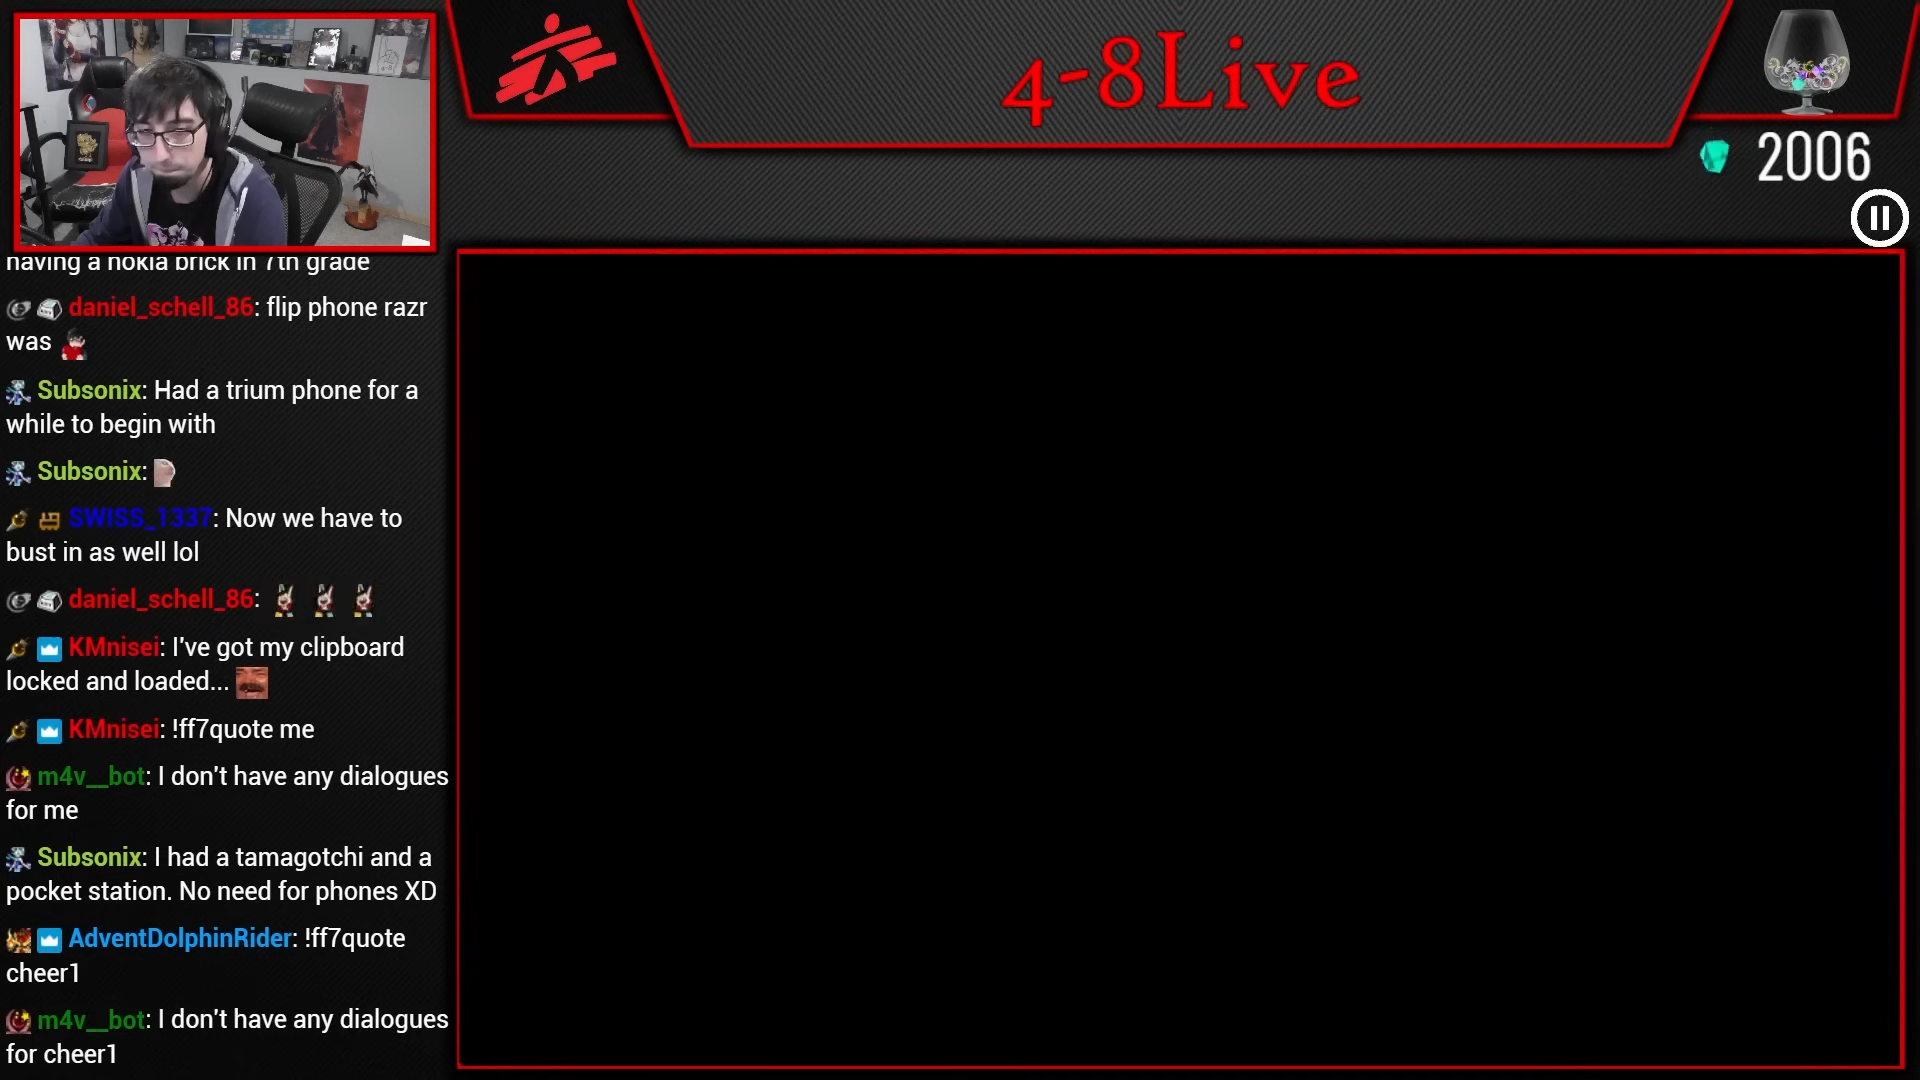 4-8Live
2006
having a nokia brick in 7th grade
daniel_schell_86: flip phone razr
was
Subsonix: Had a trium phone for a
while to begin with
Subsonix:
SWISS_1337: Now we have to
bust in as well lol
daniel_schell_86:
KMnisei: I've got my clipboard
locked and loaded...
KMnisei: !ff7quote me
m4v__bot: I don't have any dialogues
for me
Subsonix: I had a tamagotchi and a
pocket station. No need for phones XD
AdventDolphinRider: !ff7quote
cheer1
m4v__bot: I don't have any dialogues
for cheer1